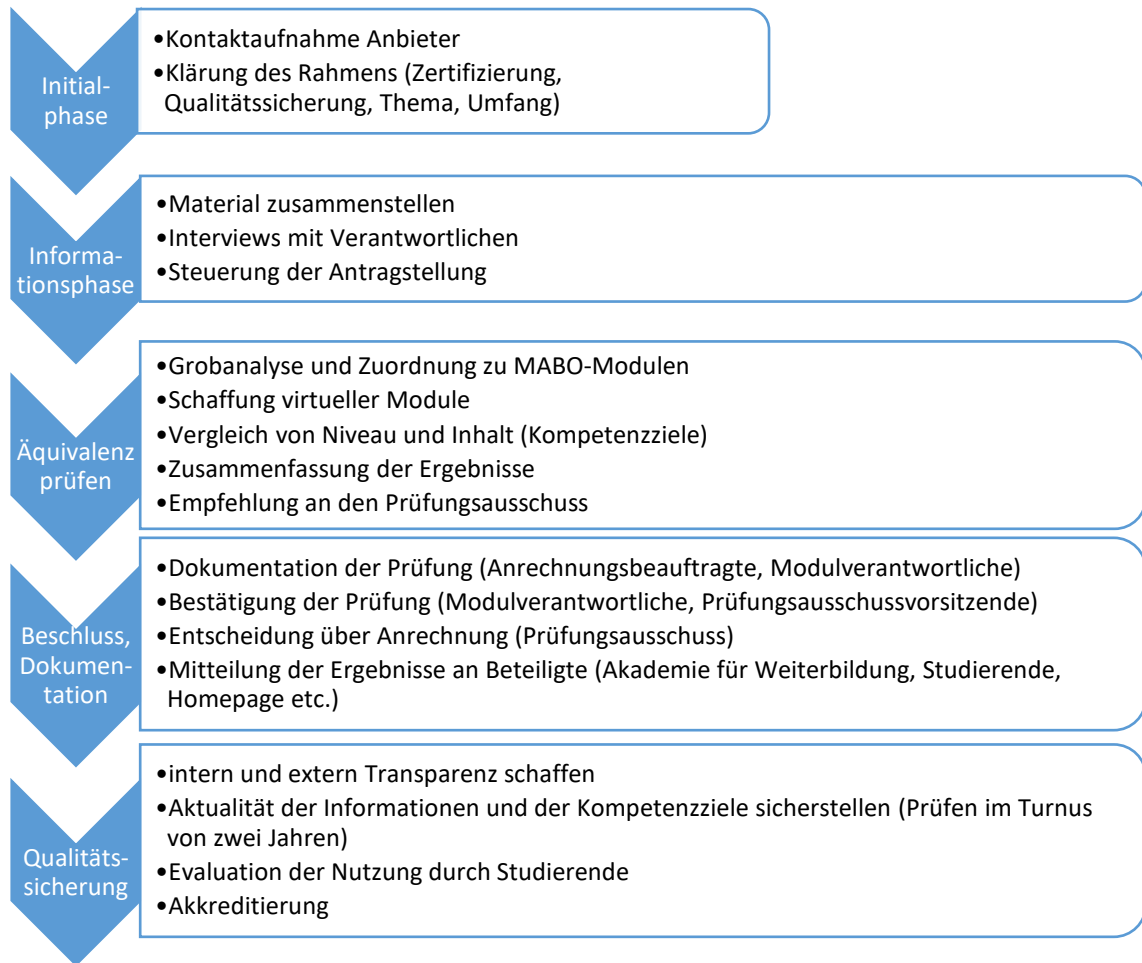 Initial-
phase
•Kontaktaufnahme Anbieter
•Klärung des Rahmens (Zertifizierung,
Qualitätssicherung, Thema, Umfang)
Informa-
tionsphase
•Material zusammenstellen
•Interviews mit Verantwortlichen
•Steuerung der Antragstellung
Äquivalenz
prüfen
•Grobanalyse und Zuordnung zu MABO-Modulen
•Schaffung virtueller Module
•Vergleich von Niveau und Inhalt (Kompetenzziele)
•Zusammenfassung der Ergebnisse
•Empfehlung an den Prüfungsausschuss
Beschluss,
Dokumen-
tation
•Dokumentation der Prüfung (Anrechnungsbeauftragte, Modulverantwortliche)
•Bestätigung der Prüfung (Modulverantwortliche, Prüfungsausschussvorsitzende)
•Entscheidung über Anrechnung (Prüfungsausschuss)
•Mitteilung der Ergebnisse an Beteiligte (Akademie für Weiterbildung, Studierende,
Homepage etc.)
Qualitäts-
sicherung
•intern und extern Transparenz schaffen
•Aktualität der Informationen und der Kompetenzziele sicherstellen (Prüfen im Turnus
von zwei Jahren)
•Evaluation der Nutzung durch Studierende
•Akkreditierung